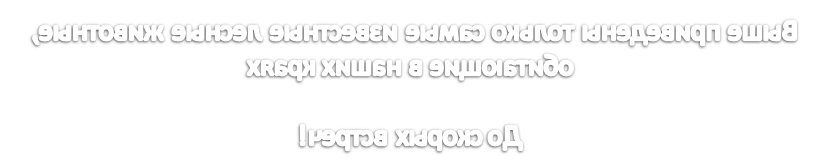 Выше приведены только самые известные лесные животные,
обитающие в наших краях
До скорых встреч!